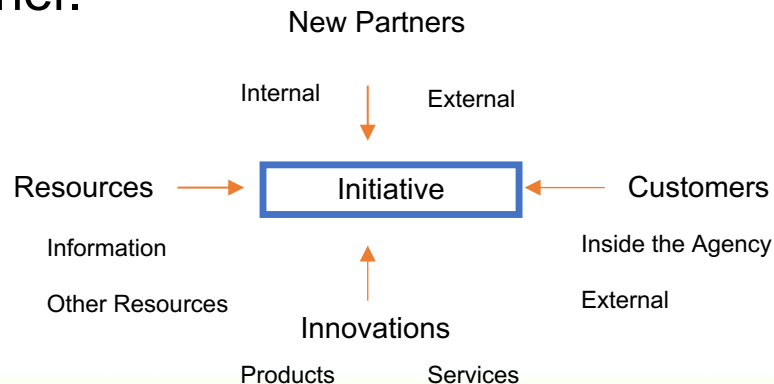 New Partners
Internal External
Resources Initiative Customers
Information Inside the Agency
Other Resources External
Innovations
Products Services